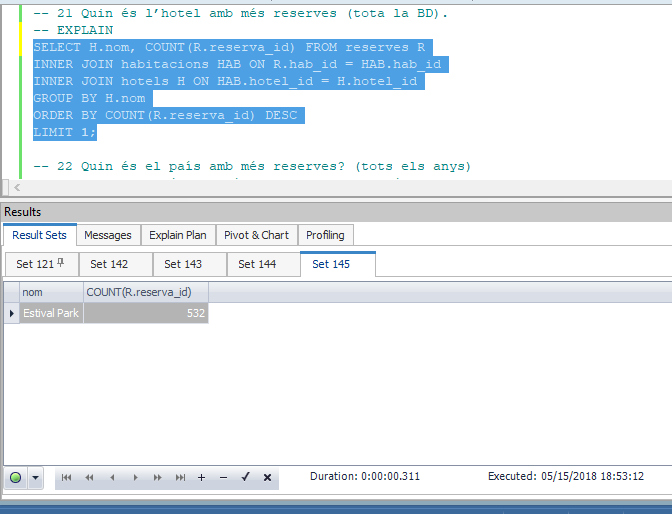 -- 21 Quin és l’hotel amb més reserves (tota la BD).
-- EXPLAIN
SELECT H.nom, COUNT(R.reserva_id) FROM reserves R
INNER JOIN habitacions HAB ON R.hab_id = HAB.hab_id
INNER JOIN hotels H ON HAB.hotel_id = H.hotel_id
GROUP BY H.nom
ORDER BY COUNT(R.reserva_id) DESC
LIMIT 1;
-- 22 Quin és el país amb més reserves? (tots els anys)
Results
Result Sets Messages Explain Plan Pivot & Chart Profiling
Set 121 Set 142 Set 143 Set 144 Set 145
nom COUNT(R.reserva_id)
Estival Park 532
Duration: 0:00:00.311 Executed: 05/15/2018 18:53:12